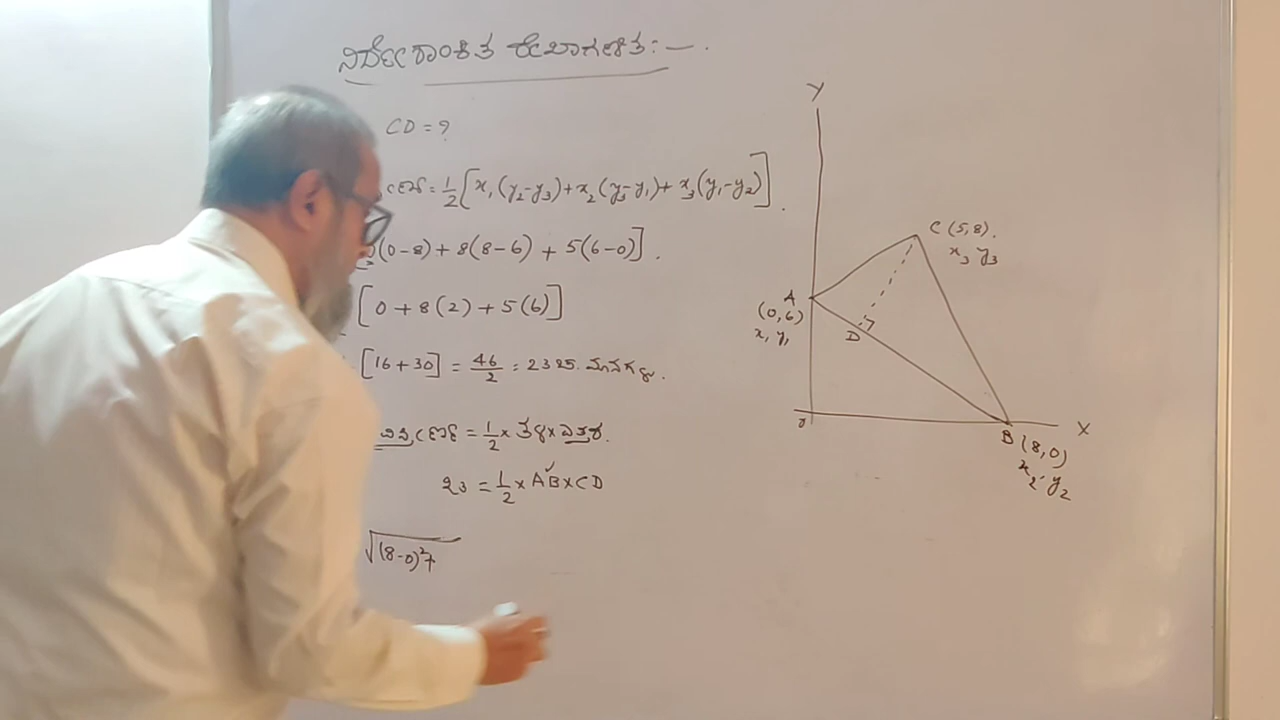 ನಿರ್ದೇಶಾಂಕಿತ ರೇಖಾಗಣಿತ:—.
CD = ?
= 1/2 [x₁(y₂-y₃)+x₂(y₃-y₁)+x₃(y₁-y₂)].
(0-8)+8(8-6)+5(6-0)].
[0+8(2)+5(6)]
[16+30] = 46/2 = 23
= 1/2 ×
23 = 1/2 × AB × CD
√(8-0)²+
Y
C (5,8).
x₃ y₃
A
(0,6)
x₁ y₁
D
X
B (8,0)
x₂ y₂